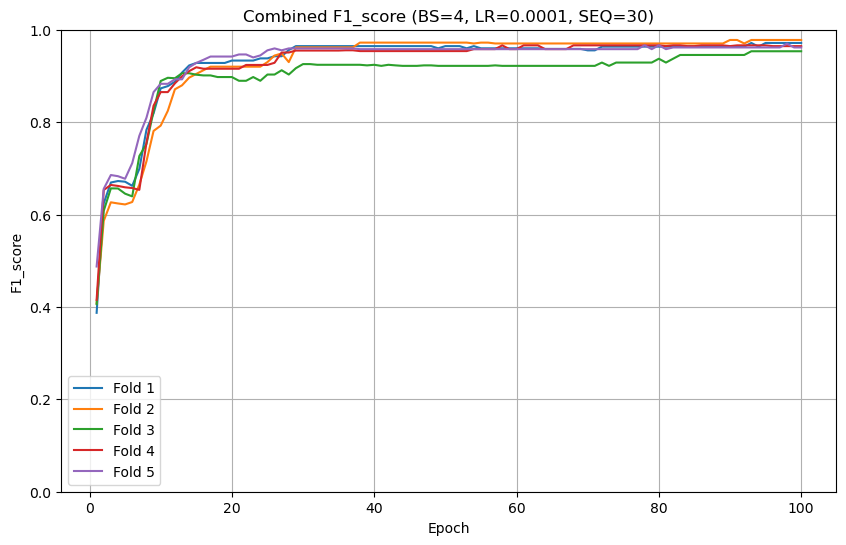 Combined F1_score (BS=4, LR=0.0001, SEQ=30)
1.0
0.8
0.6
0.4
0.2
0.0
F1_score
Fold 1
Fold 2
Fold 3
Fold 4
Fold 5
0 20 40 60 80 100
Epoch